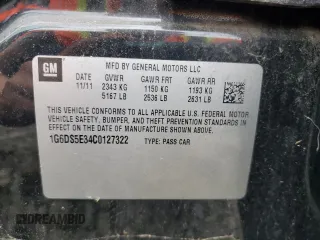 GM
MFD BY GENERAL MOTORS LLC
11/11 GVWR GAWR FRT GAWR RR
2343 KG 1150 KG 1193 KG
5167 LB 2536 LB 2631 LB
THIS VEHICLE CONFORMS TO ALL APPLICABLE U.S. FEDERAL MOTOR
VEHICLE SAFETY, BUMPER, AND THEFT PREVENTION STANDARDS IN EFFECT
ON THE DATE OF MANUFACTURE SHOWN ABOVE.
1G6DS5E34C0127322 TYPE: PASS CAR
DREAMBID